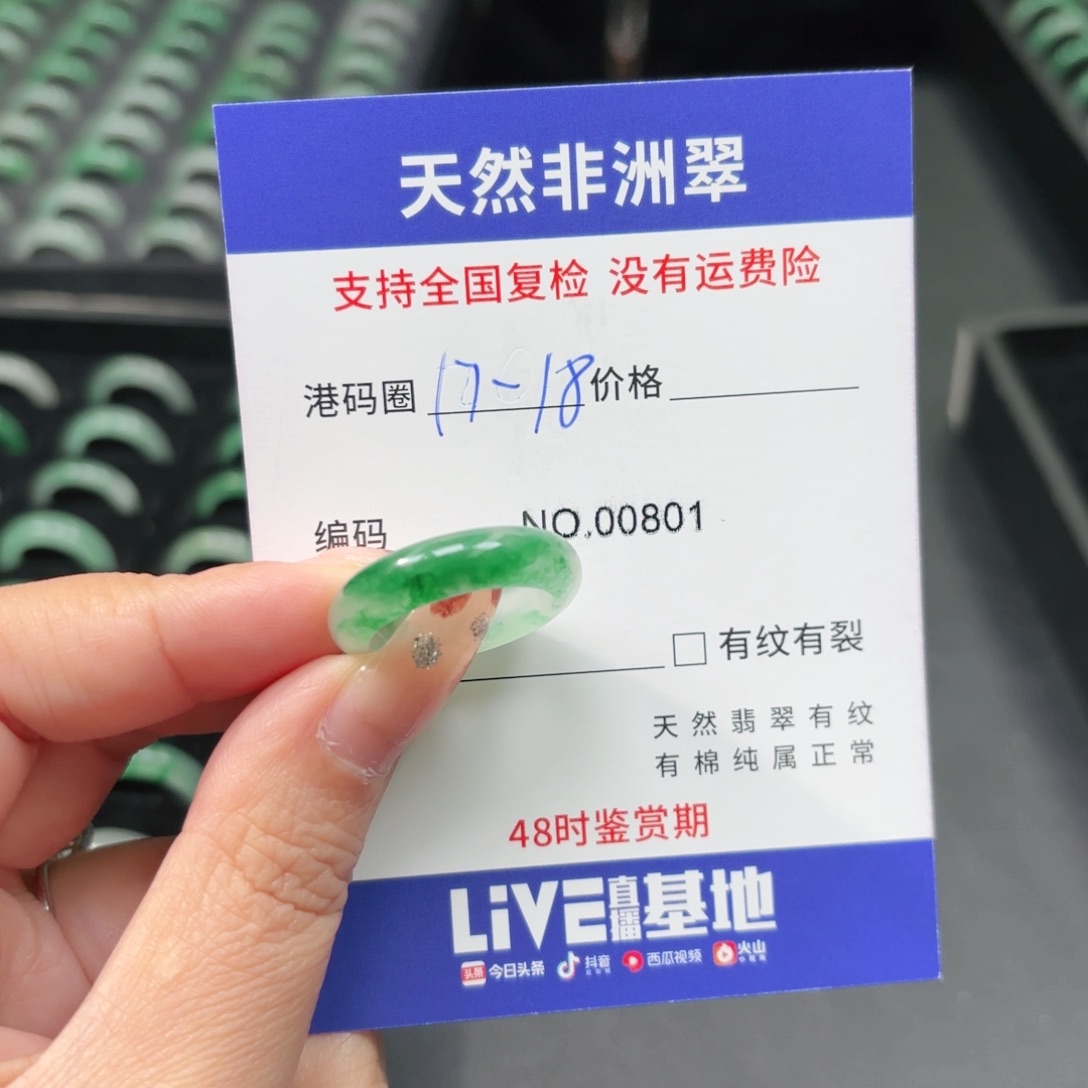 天然非洲翠
支持全国复检 没有运费险
港码圈 17-18 价格
编码 NO.00801
有纹有裂
天然翡翠有纹
有棉纯属正常
48时鉴赏期
LiVE直播基地
头条 今日头条 抖音 西瓜视频 火山